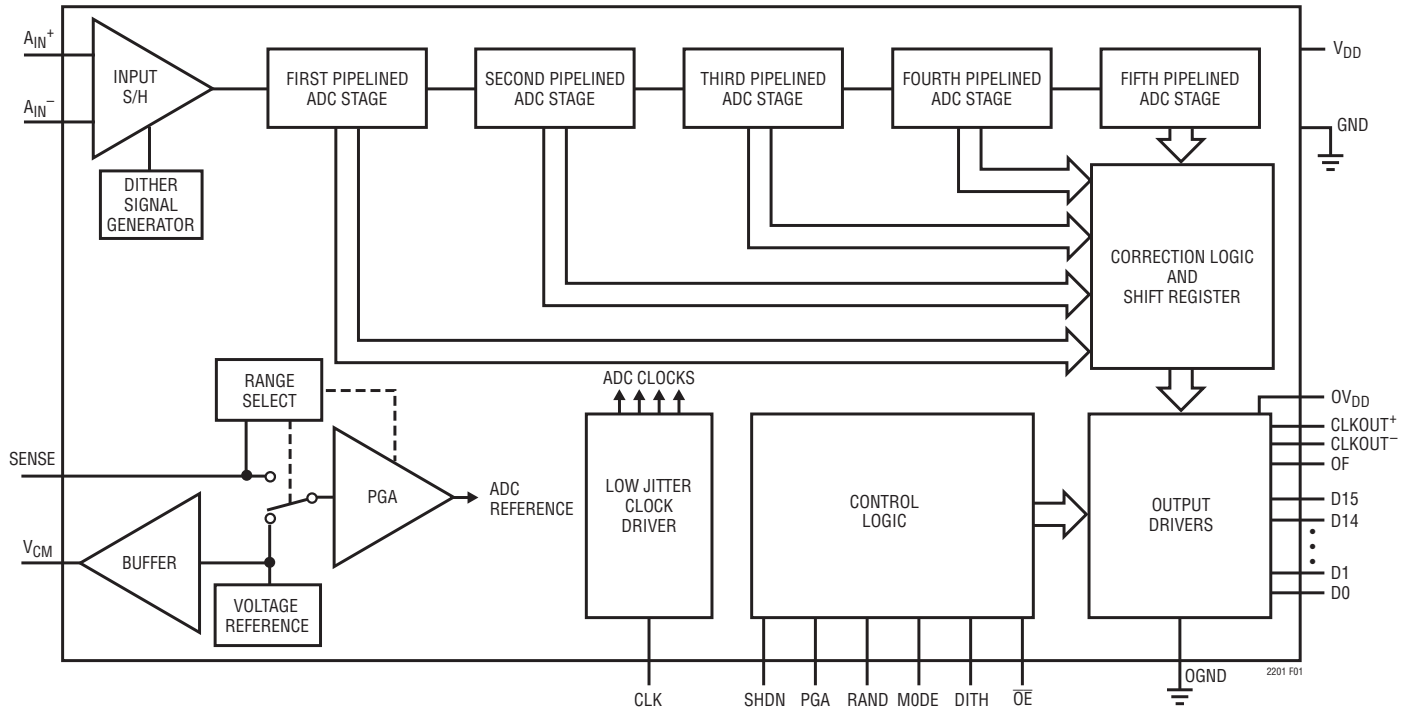 AIN+
AIN−
INPUT
S/H
DITHER
SIGNAL
GENERATOR
FIRST PIPELINED
ADC STAGE
SECOND PIPELINED
ADC STAGE
THIRD PIPELINED
ADC STAGE
FOURTH PIPELINED
ADC STAGE
FIFTH PIPELINED
ADC STAGE
VDD
GND
CORRECTION LOGIC
AND
SHIFT REGISTER
RANGE
SELECT
SENSE
VCM
BUFFER
VOLTAGE
REFERENCE
PGA
ADC
REFERENCE
ADC CLOCKS
LOW JITTER
CLOCK
DRIVER
CONTROL
LOGIC
OUTPUT
DRIVERS
OVDD
CLKOUT+
CLKOUT−
OF
D15
D14
•
•
•
D1
D0
CLK
SHDN
PGA
RAND
MODE
DITH
O̅E̅
OGND
2201 F01